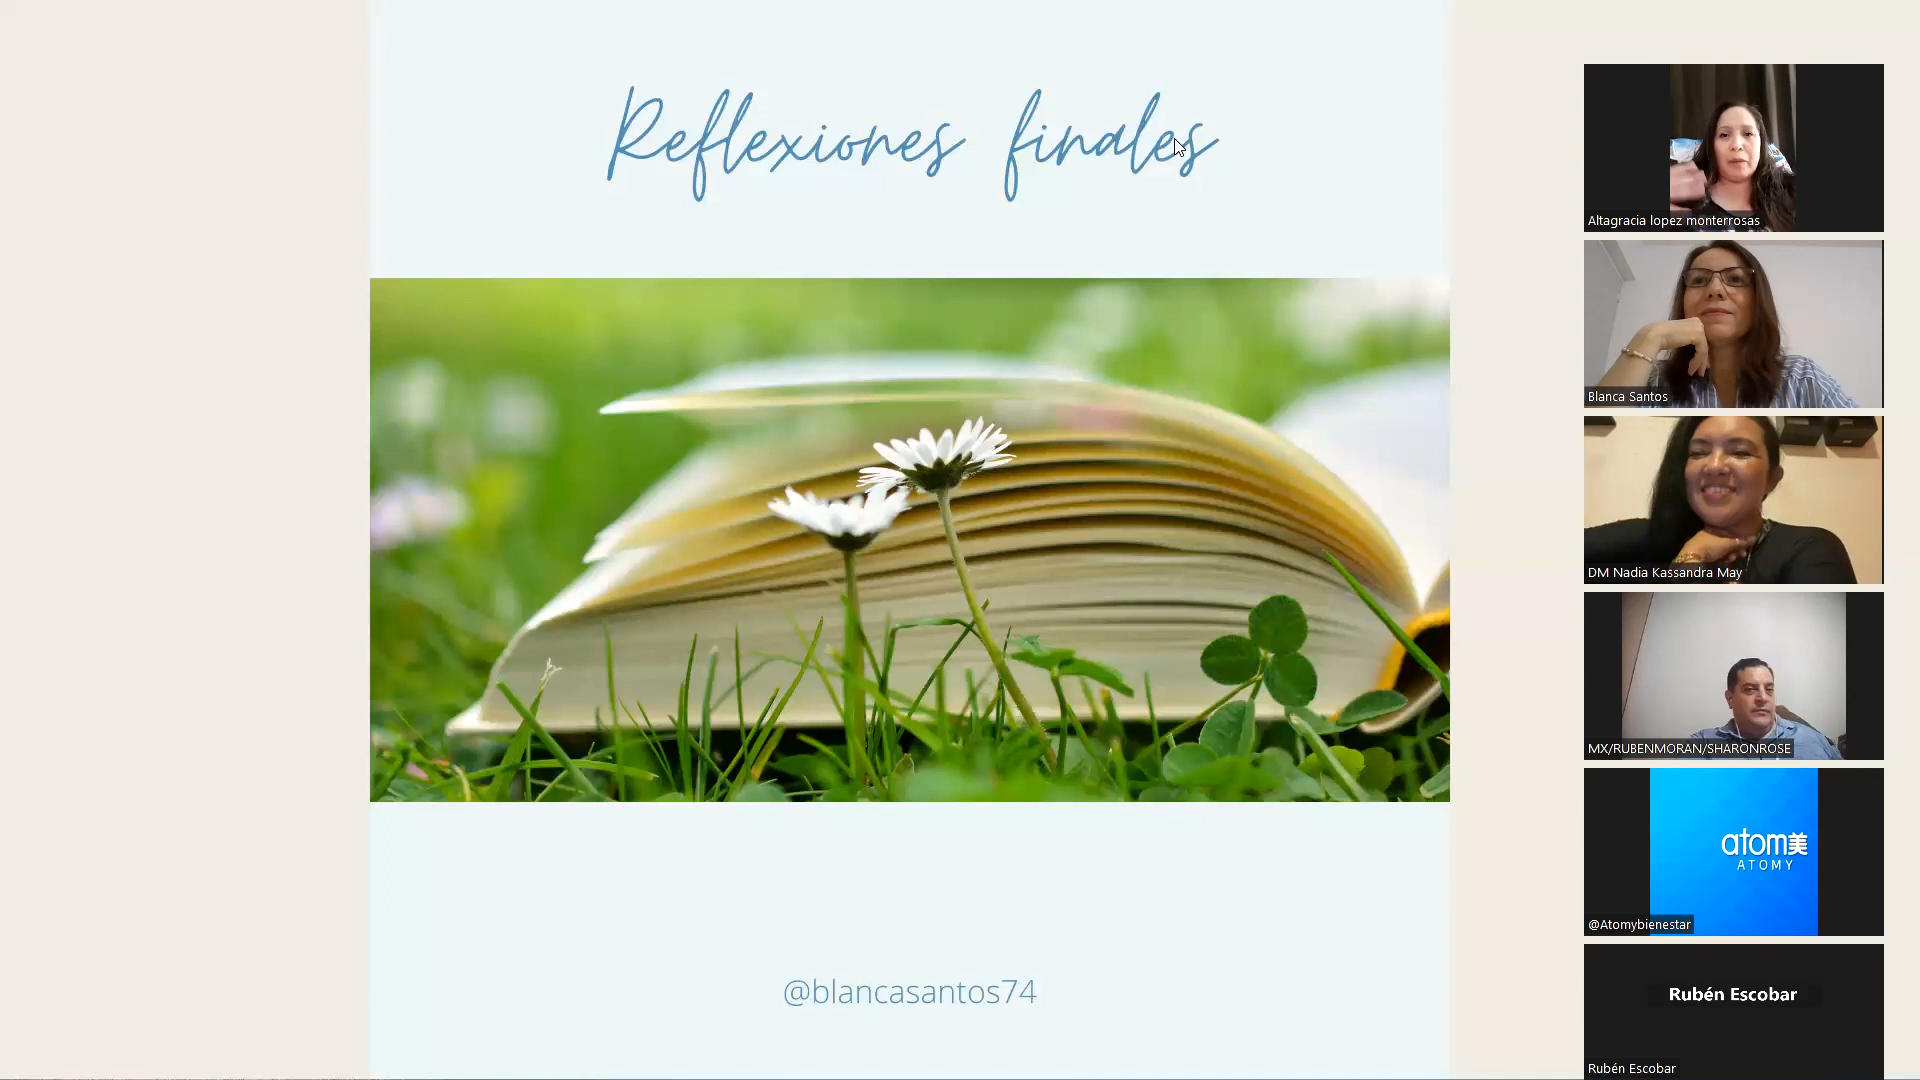 Reflexiones finales
@blancasantos74
Altagracia lopez monterrosas
Blanca Santos
DM Nadia Kassandra May
MX/RUBENMORAN/SHARONROSE
atom美
ATOMY
@Atomybienestar
Rubén Escobar
Rubén Escobar